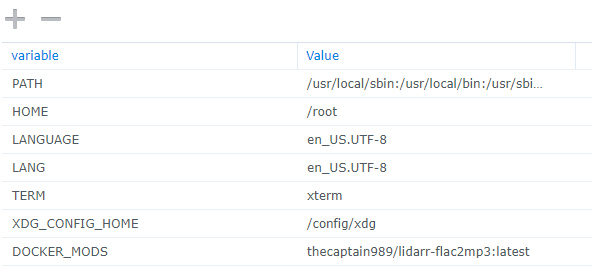 variable Value
PATH /usr/local/sbin:/usr/local/bin:/usr/sbi...
HOME /root
LANGUAGE en_US.UTF-8
LANG en_US.UTF-8
TERM xterm
XDG_CONFIG_HOME /config/xdg
DOCKER_MODS thecaptain989/lidarr-flac2mp3:latest